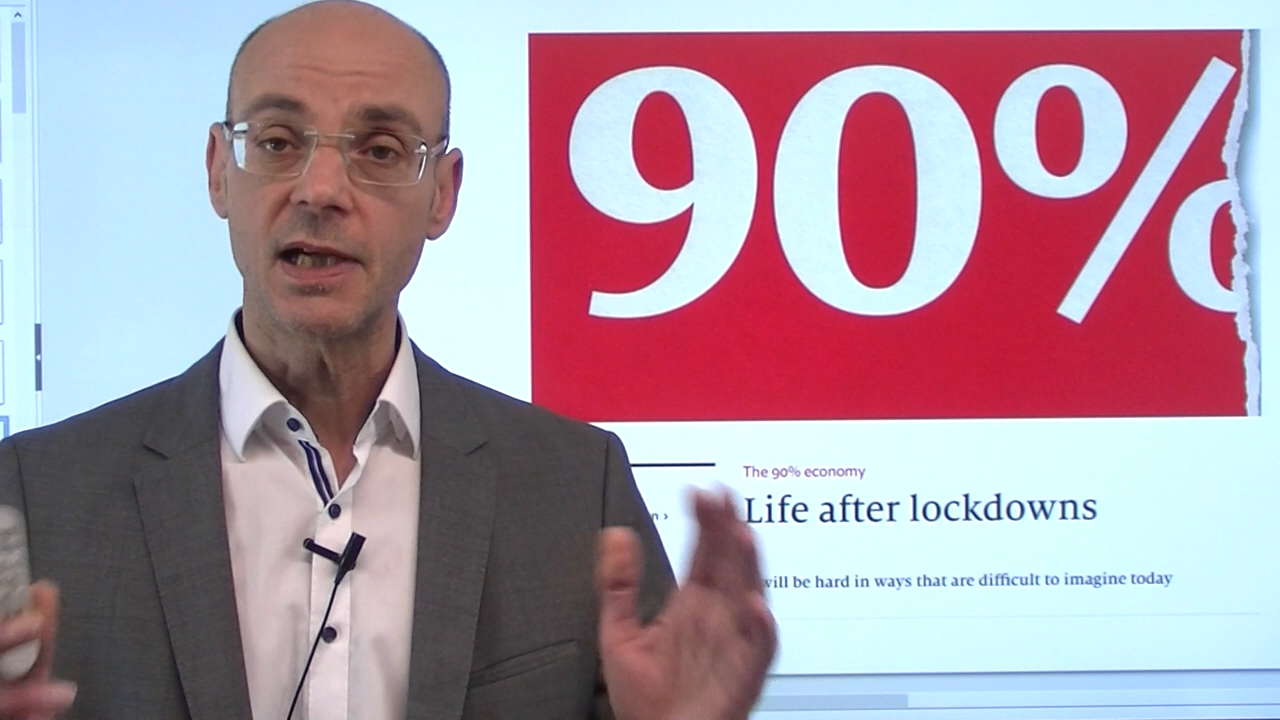 90%
The 90% economy
n ›
Life after lockdowns
will be hard in ways that are difficult to imagine today